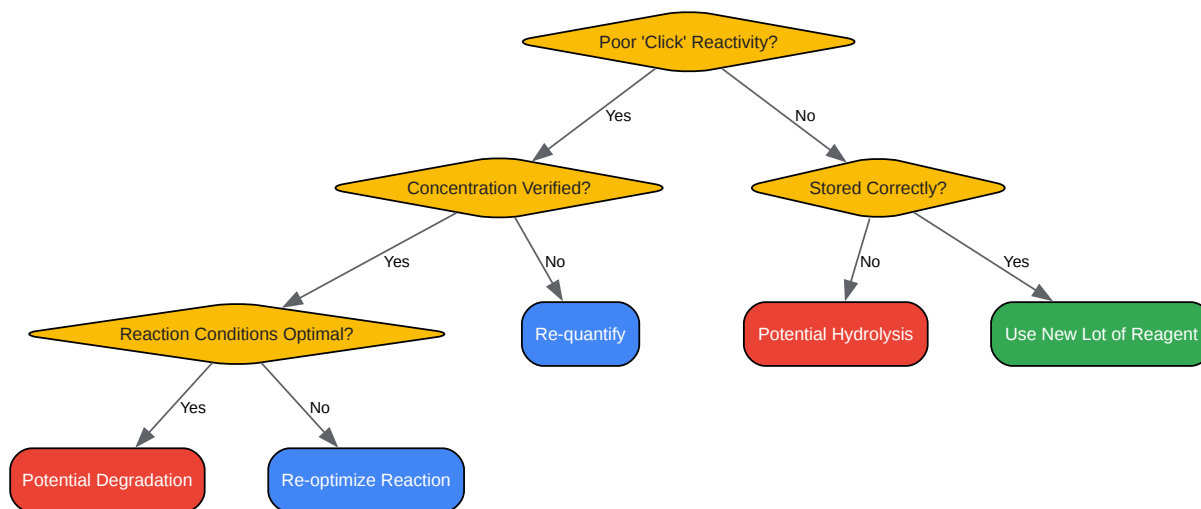 Poor 'Click' Reactivity?
Yes
No
Concentration Verified?
Stored Correctly?
Yes
No
No
Yes
Reaction Conditions Optimal?
Re-quantify
Potential Hydrolysis
Use New Lot of Reagent
Yes
No
Potential Degradation
Re-optimize Reaction